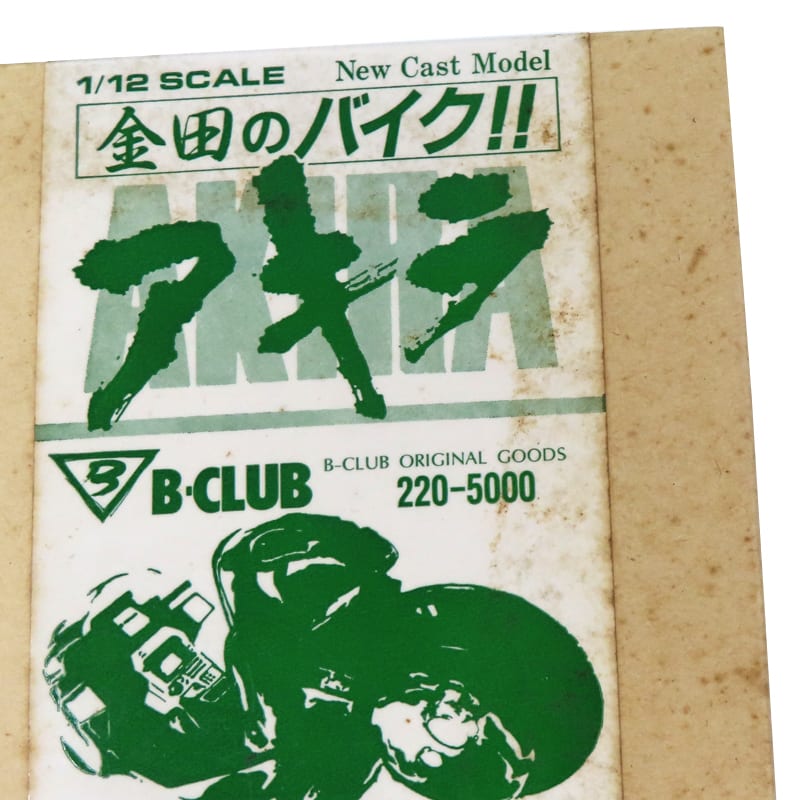 1/12 SCALE New Cast Model
金田のバイク!!
AKIRA
アキラ
B B-CLUB B-CLUB ORIGINAL GOODS
220-5000